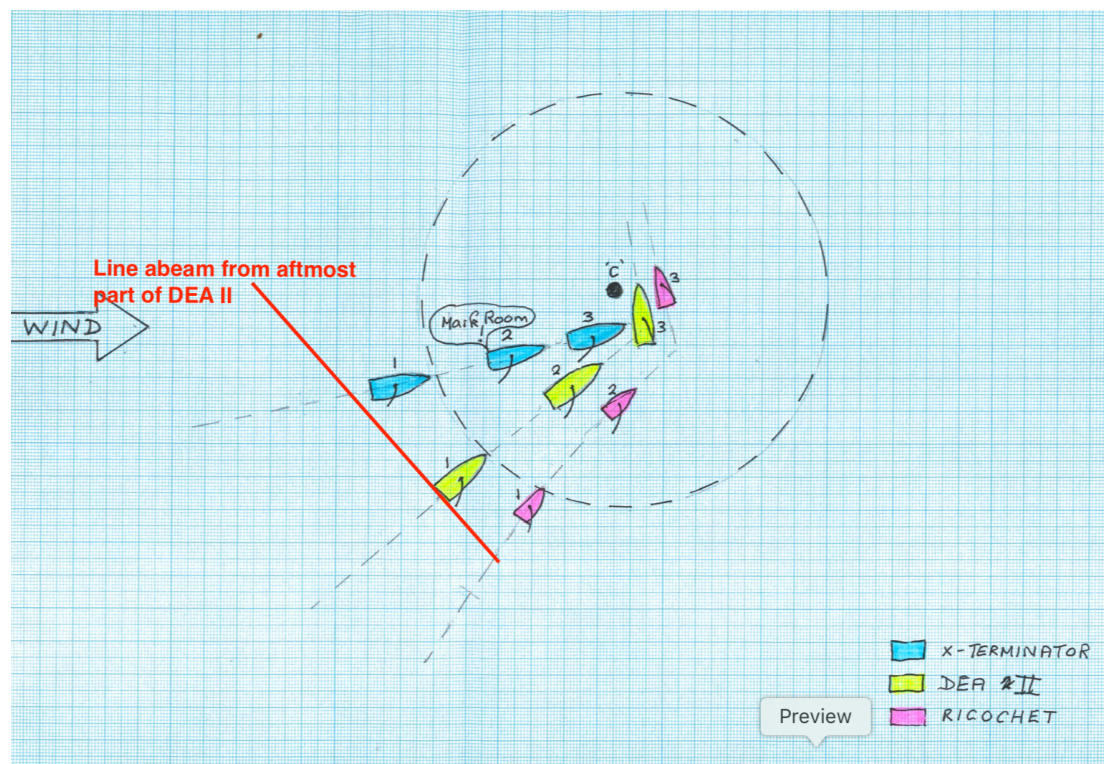 Line abeam from aftmost
part of DEA II
WIND
'C'
Mark Room
!
1
2
3
1
2
3
1
2
3
X-TERMINATOR
DEA II
RICOCHET
Preview